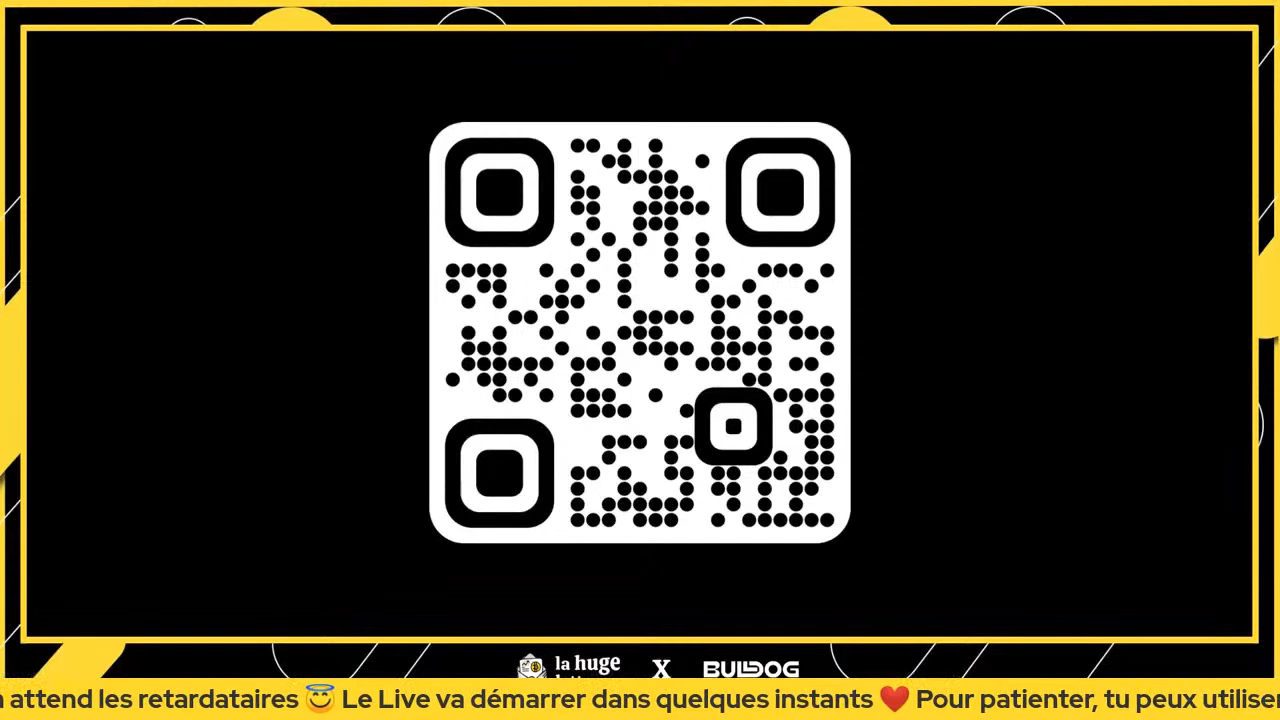 la huge
X
BULLDOG
attend les retardataires 😇 Le Live va démarrer dans quelques instants ❤️ Pour patienter, tu peux utiliser